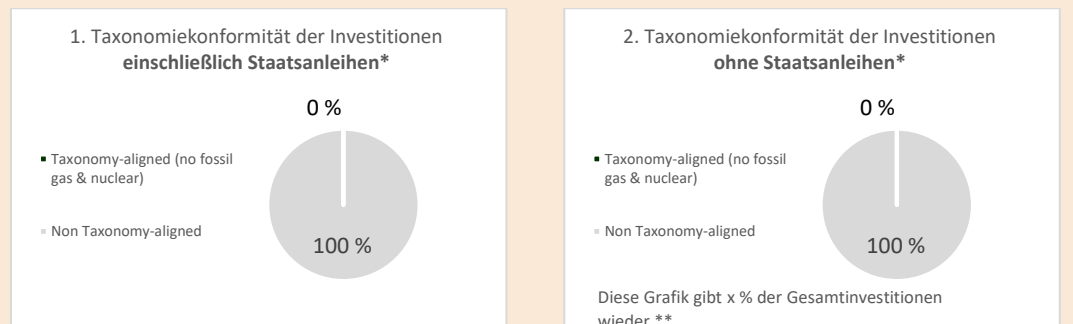 1. Taxonomiekonformität der Investitionen
einschließlich Staatsanleihen*
0 %
Taxonomy-aligned (no fossil
gas & nuclear)
Non Taxonomy-aligned
100 %
2. Taxonomiekonformität der Investitionen
ohne Staatsanleihen*
0 %
Taxonomy-aligned (no fossil
gas & nuclear)
Non Taxonomy-aligned
100 %
Diese Grafik gibt x % der Gesamtinvestitionen
wieder.**